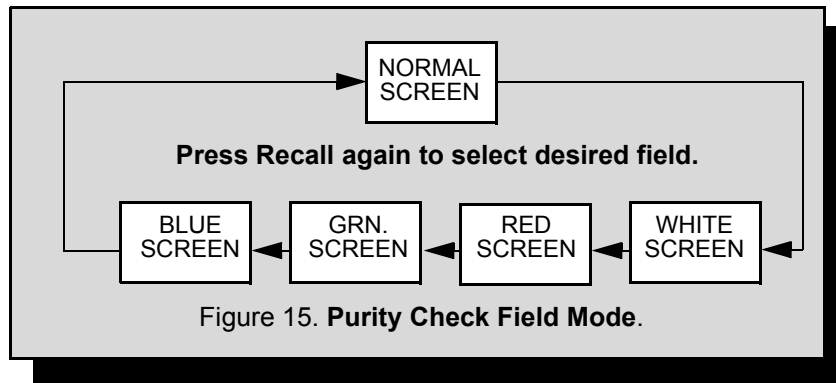 NORMAL
SCREEN
Press Recall again to select desired field.
BLUE
SCREEN
GRN.
SCREEN
RED
SCREEN
WHITE
SCREEN
Figure 15. Purity Check Field Mode.